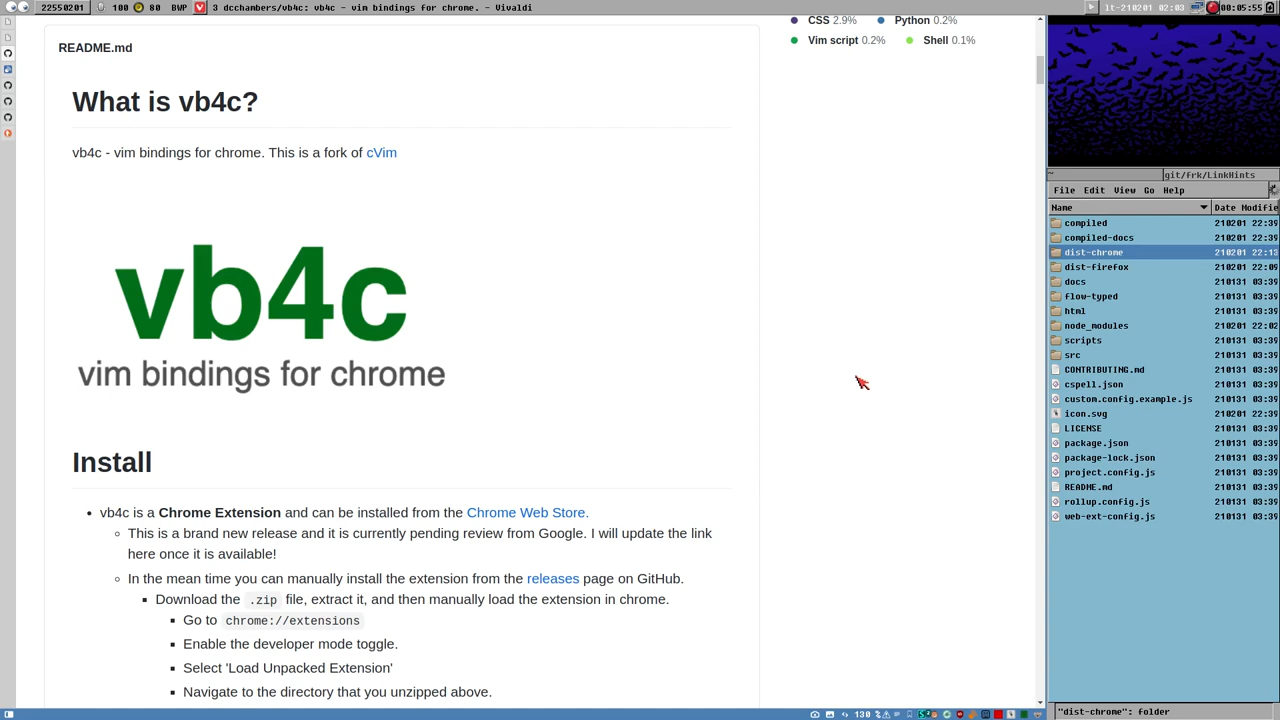 22550201 100 80 BWP 3 dcchambers/vb4c: vb4c - vim bindings for chrome. - Vivaldi
lt-210201 02:03 00:05:55
CSS 2.9% Python 0.2%
Vim script 0.2% Shell 0.1%
README.md
What is vb4c?
vb4c - vim bindings for chrome. This is a fork of cVim
vb4c
vim bindings for chrome
Install
vb4c is a Chrome Extension and can be installed from the Chrome Web Store.
This is a brand new release and it is currently pending review from Google. I will update the link
here once it is available!
In the mean time you can manually install the extension from the releases page on GitHub.
Download the .zip file, extract it, and then manually load the extension in chrome.
Go to chrome://extensions
Enable the developer mode toggle.
Select 'Load Unpacked Extension'
Navigate to the directory that you unzipped above.
130 %
~ git/frk/LinkHints
File Edit View Go Help
Name Date Modifie
compiled 210201 22:39
compiled-docs 210201 22:39
dist-chrome 210201 22:13
dist-firefox 210201 22:09
docs 210131 03:39
flow-typed 210131 03:39
html 210131 03:39
node_modules 210201 22:02
scripts 210131 03:39
src 210131 03:39
CONTRIBUTING.md 210131 03:39
cspell.json 210131 03:39
custom.config.example.js 210131 03:39
icon.svg 210201 22:39
LICENSE 210131 03:39
package.json 210131 03:39
package-lock.json 210131 03:39
project.config.js 210131 03:39
README.md 210131 03:39
rollup.config.js 210131 03:39
web-ext-config.js 210131 03:39
"dist-chrome": folder